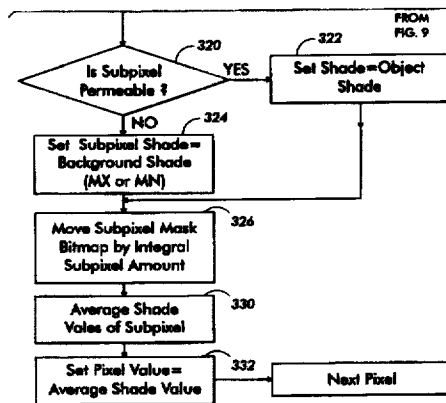 FROM
FIG. 9
320
322
Is Subpixel
Permeable ?
YES
Set Shade=Object
Shade
NO
324
Set Subpixel Shade=
Background Shade
(MX or MN)
326
Move Subpixel Mask
Bitmap by Integral
Subpixel Amount
330
Average Shade
Vales of Subpixel
332
Set Pixel Value=
Average Shade Value
Next Pixel